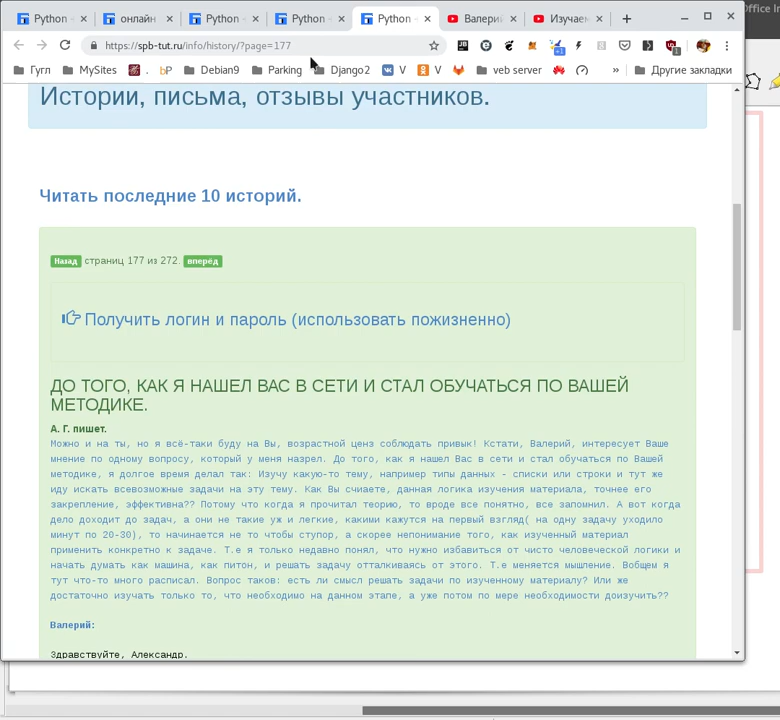 Python -
онлайн
Python -
Python -
Python -
Валери
Изучаем
https://spb-tut.ru/info/history/?page=177
Гугл
MySites
.
bP
Debian9
Parking
Django2
V
V
veb server
»
Другие закладки
ffice In
Истории, письма, отзывы участников.
Читать последние 10 историй.
Назад страниц 177 из 272. вперёд
Получить логин и пароль (использовать пожизненно)
ДО ТОГО, КАК Я НАШЕЛ ВАС В СЕТИ И СТАЛ ОБУЧАТЬСЯ ПО ВАШЕЙ
МЕТОДИКЕ.
А. Г. пишет.
Можно и на ты, но я всё-таки буду на Вы, возрастной ценз соблюдать привык! Кстати, Валерий, интересует Ваше
мнение по одному вопросу, который у меня назрел. До того, как я нашел Вас в сети и стал обучаться по Вашей
методике, я долгое время делал так: Изучу какую-то тему, например типы данных - списки или строки и тут же
иду искать всевозможные задачи на эту тему. Как Вы счиаете, данная логика изучения материала, точнее его
закрепление, эффективна?? Потому что когда я прочитал теорию, то вроде все понятно, все запомнил. А вот когда
дело доходит до задач, а они не такие уж и легкие, какими кажутся на первый взгляд( на одну задачу уходило
минут по 20-30), то начинается не то чтобы ступор, а скорее непонимание того, как изученный материал
применить конкретно к задаче. Т.е я только недавно понял, что нужно избавиться от чисто человеческой логики и
начать думать как машина, как питон, и решать задачу отталкиваясь от этого. Т.е меняется мышление. Вобщем я
тут что-то много расписал. Вопрос таков: есть ли смысл решать задачи по изученному материалу? Или же
достаточно изучать только то, что необходимо на данном этапе, а уже потом по мере необходимости доизучить??
Валерий:
Здравствуйте, Александр.